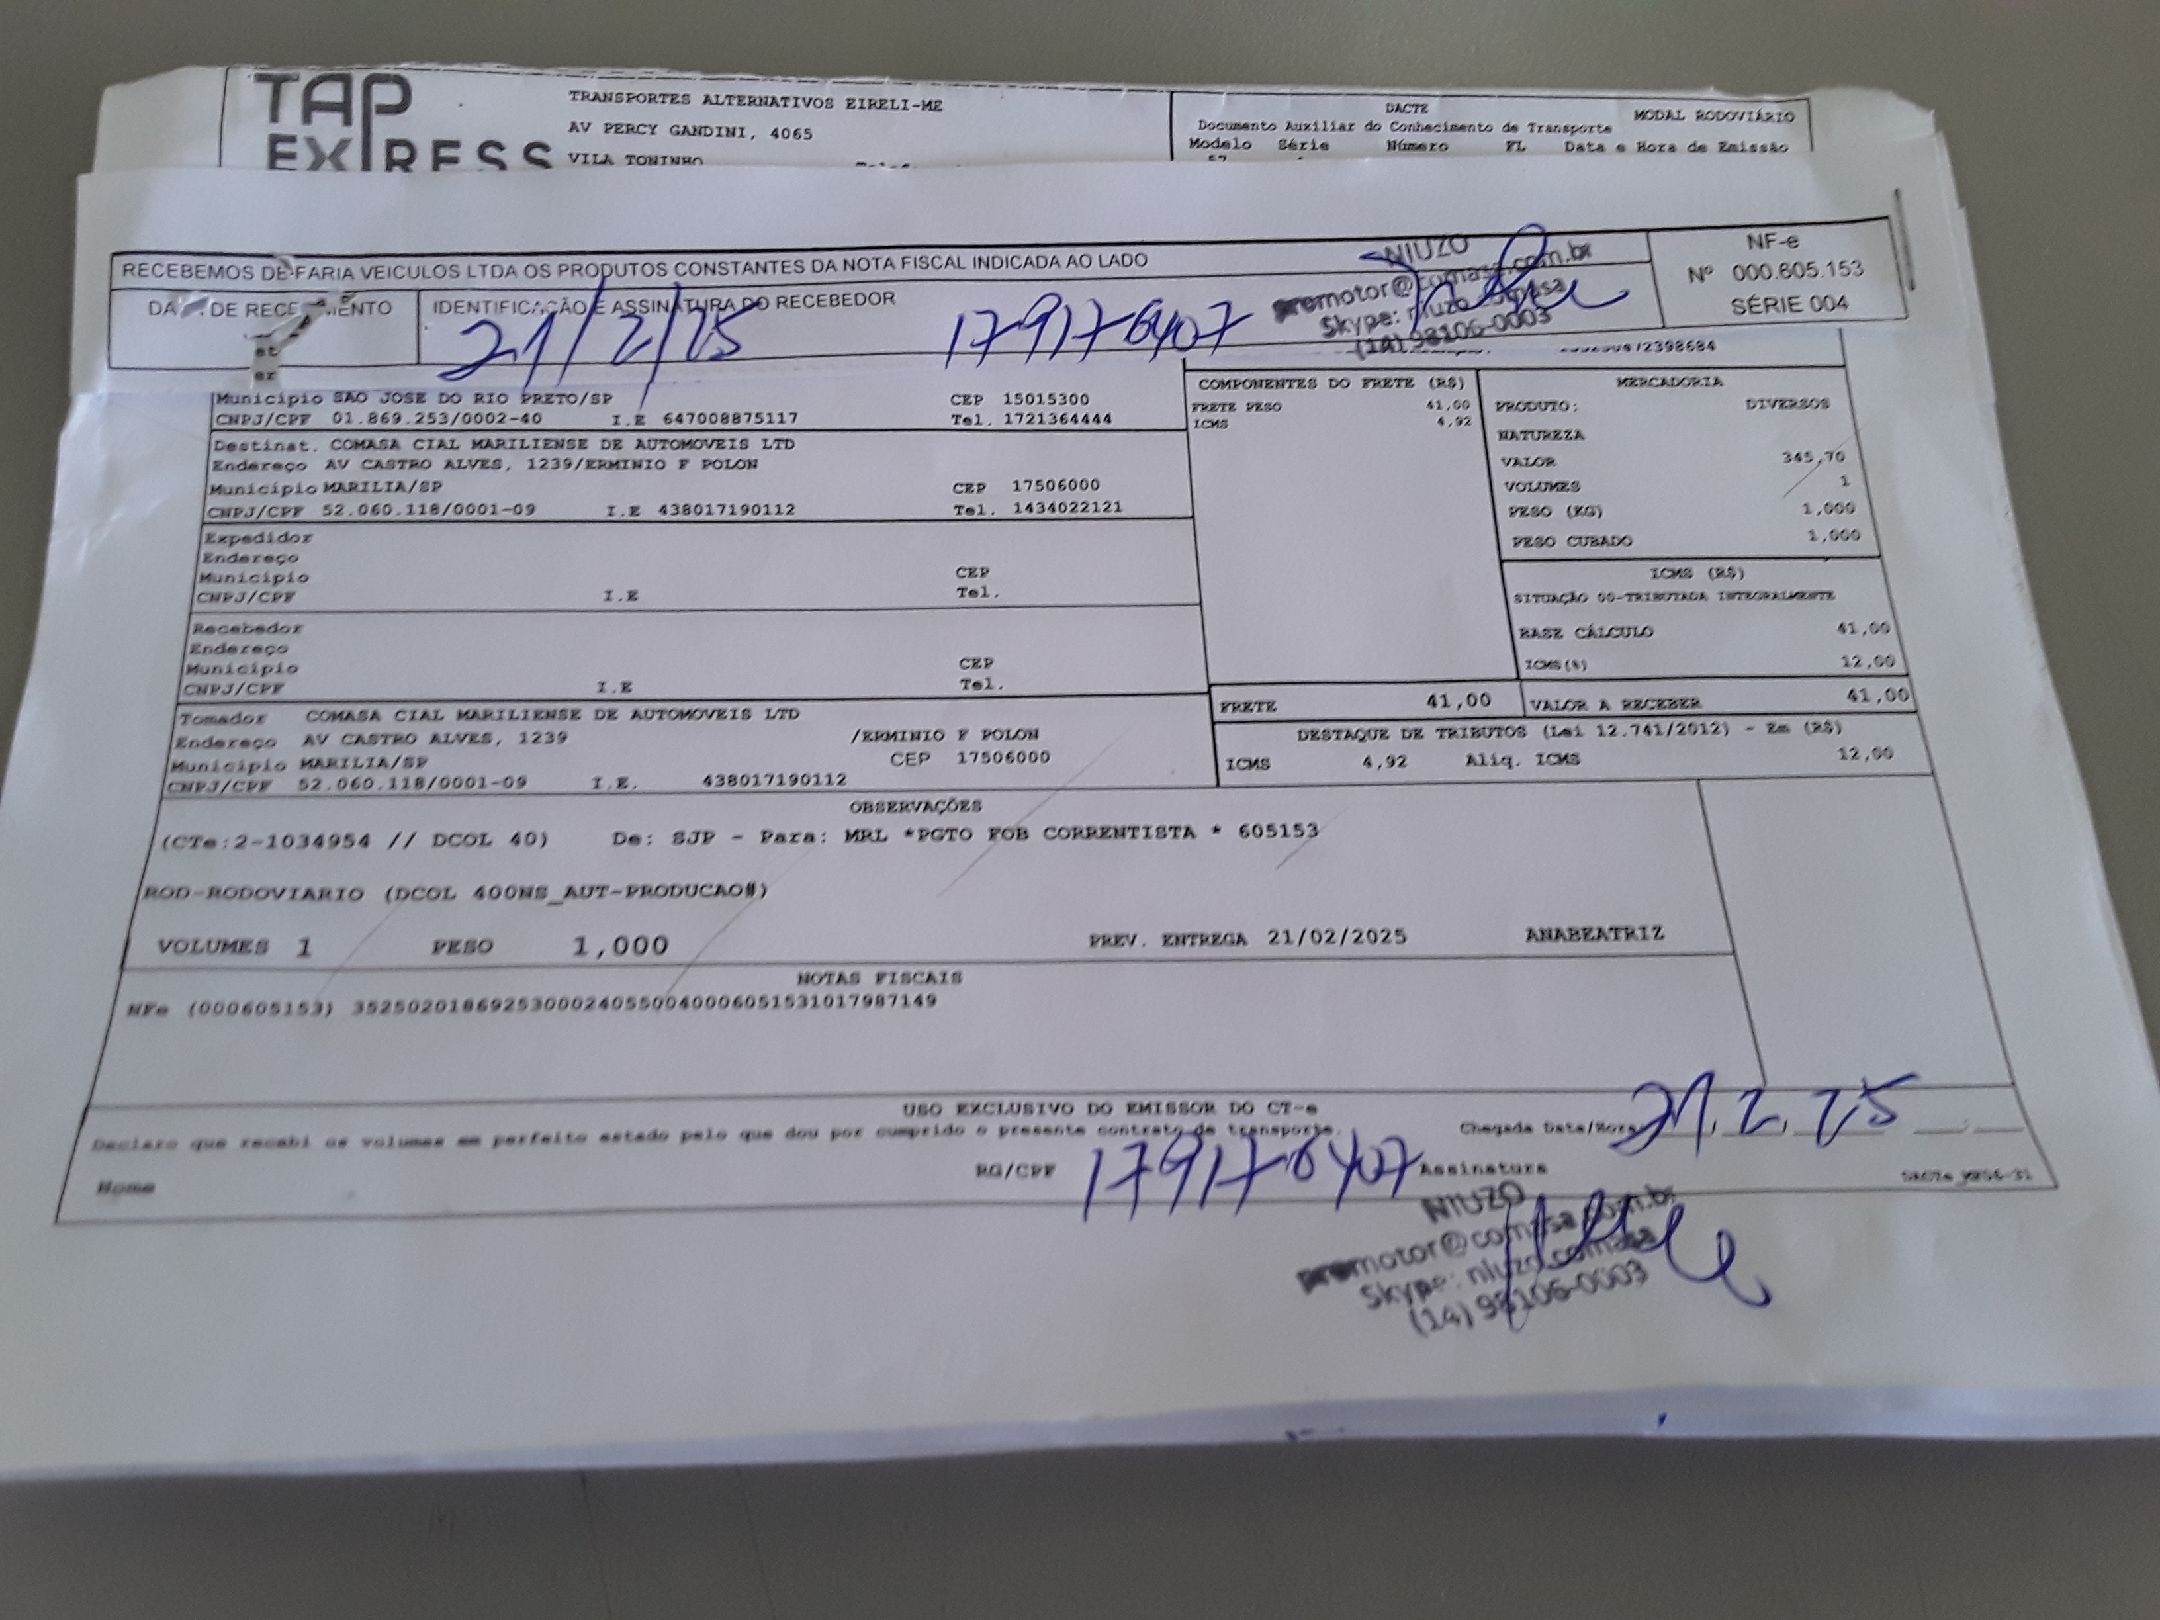 TAP
EXPRESS
TRANSPORTES ALTERNATIVOS EIRELI-ME
AV PERCY GANDINI, 4065
VILA TONINHO
DACTE
MODAL RODOVIÁRIO
Documento Auxiliar do Conhecimento de Transporte
Modelo Série Número FL Data e Hora de Emissão
RECEBEMOS DE FARIA VEICULOS LTDA OS PRODUTOS CONSTANTES DA NOTA FISCAL INDICADA AO LADO
DE
IDENTIFICAÇÃO E ASSINATURA DO RECEBEDOR
21/2/25
179176407
NIUZO
promotor@comasa.com.br
Skype: niuzo.comasa
(14) 98106-0003
NF-e
Nº 000.605.153
SÉRIE 004
Município SAO JOSE DO RIO PRETO/SP CEP 15015300
CNPJ/CPF 01.869.253/0002-40 I.E 647008875117 Tel. 1721364444
Destinat. COMASA CIAL MARILIENSE DE AUTOMOVEIS LTD
Endereço AV CASTRO ALVES, 1239/ERMINIO F POLON
Município MARILIA/SP CEP 17506000
CNPJ/CPF 52.060.118/0001-09 I.E 438017190112 Tel. 1434022121
Expedidor
Endereço
Município CEP
CNPJ/CPF I.E Tel.
Recebedor
Endereço
Município CEP
CNPJ/CPF I.E Tel.
Tomador COMASA CIAL MARILIENSE DE AUTOMOVEIS LTD
Endereço AV CASTRO ALVES, 1239 /ERMINIO F POLON
Município MARILIA/SP CEP 17506000
CNPJ/CPF 52.060.118/0001-09 I.E. 438017190112
COMPONENTES DO FRETE (R$)
FRETE PESO 41,00
ICMS 4,92
MERCADORIA
PRODUTO: DIVERSOS
NATUREZA
VALOR 345,70
VOLUMES 1
PESO (KG) 1,000
PESO CUBADO 1,000
ICMS (R$)
SITUAÇÃO 00-TRIBUTADA INTEGRALMENTE
BASE CÁLCULO 41,00
ICMS(%) 12,00
FRETE 41,00 VALOR A RECEBER 41,00
DESTAQUE DE TRIBUTOS (Lei 12.741/2012) - Em (R$)
ICMS 4,92 Aliq. ICMS 12,00
OBSERVAÇÕES
(CTe:2-1034954 // DCOL 40) De: SJP - Para: MRL *PGTO FOB CORRENTISTA * 605153
ROD-RODOVIARIO (DCOL 400NS_AUT-PRODUCAO#)
VOLUMES 1 PESO 1,000 PREV. ENTREGA 21/02/2025 ANABEATRIZ
NOTAS FISCAIS
NFe (000605153) 35250201869253000240550040006051531017987149
USO EXCLUSIVO DO EMISSOR DO CT-e
Declaro que recebi os volumes em perfeito estado pelo que dou por cumprido o presente contrato de transporte.
Chegada Data/Hora 21/2/25
Nome RG/CPF 179176407 Assinatura
NIUZO
promotor@comasa.com.br
Skype: niuzo.comasa
(14) 98106-0003